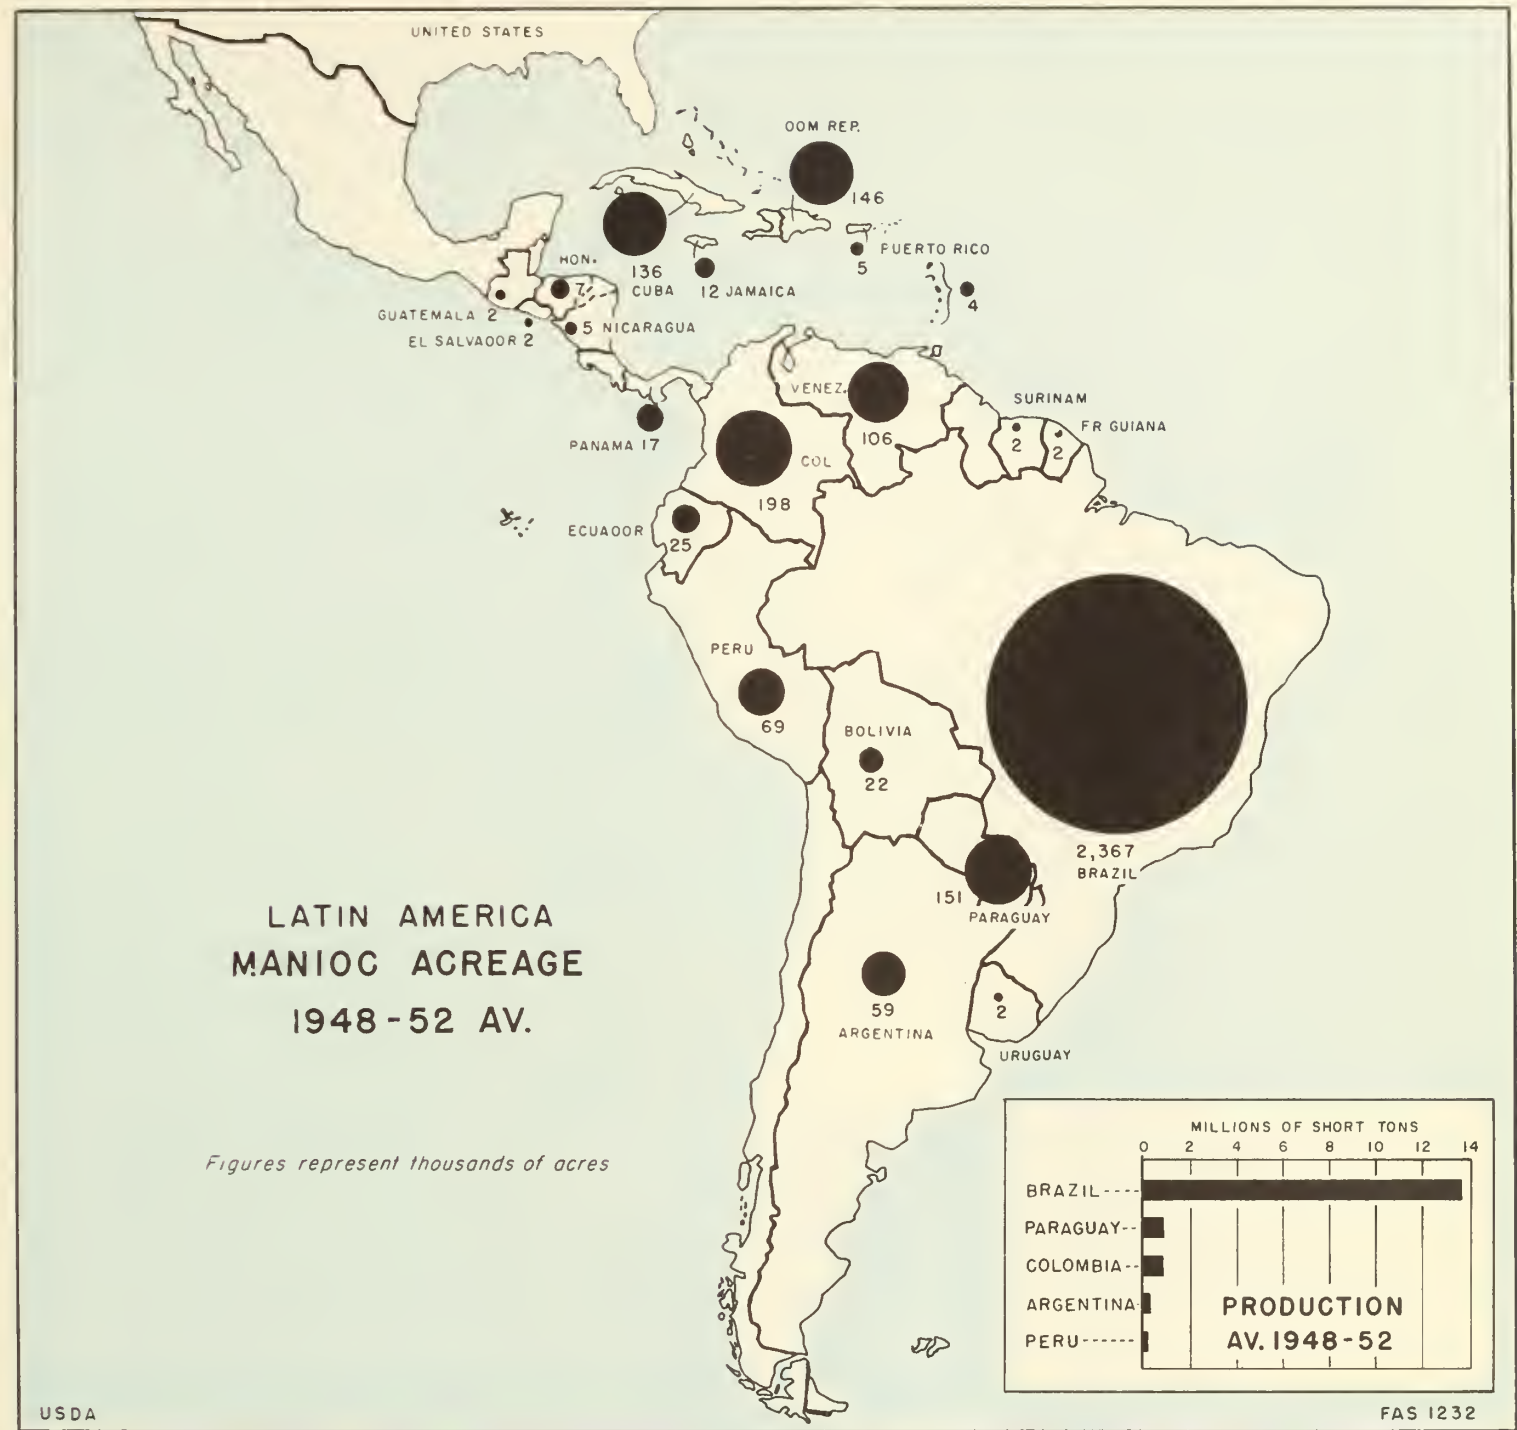 UNITED STATES
OOM REP.
146
136
CUBA
12 JAMAICA
5
PUERTO RICO
4
HON.
7
GUATEMALA 2
EL SALVAOOR 2
5 NICARAGUA
PANAMA 17
VENEZ.
106
COL
198
SURINAM
2
FR GUIANA
2
ECUAOOR
25
PERU
69
BOLIVIA
22
2,367
BRAZIL
151
PARAGUAY
59
ARGENTINA
2
URUGUAY
LATIN AMERICA
MANIOC ACREAGE
1948-52 AV.
Figures represent thousands of acres
MILLIONS OF SHORT TONS
0 2 4 6 8 10 12 14
BRAZIL
PARAGUAY
COLOMBIA
ARGENTINA
PERU
PRODUCTION
AV. 1948-52
USDA
FAS 1232